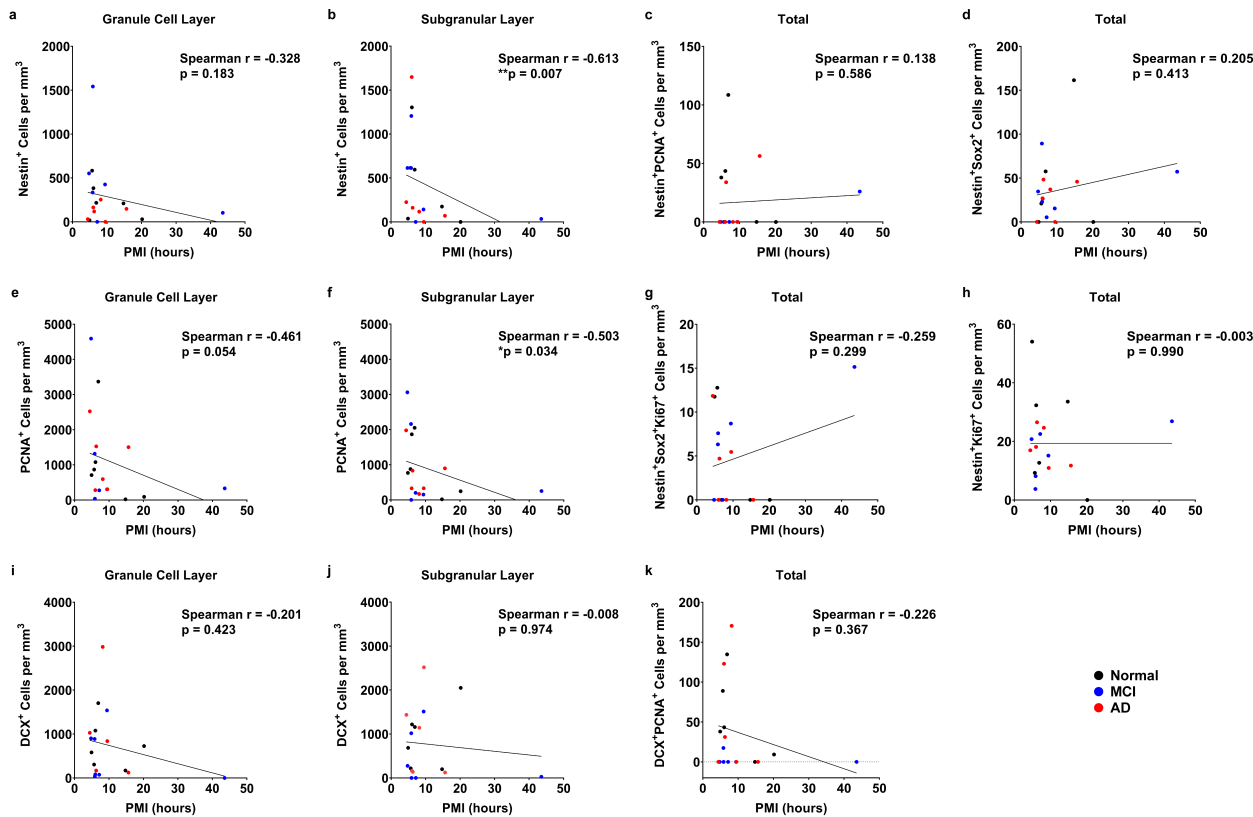 a
Granule Cell Layer
Spearman r = -0.328
p = 0.183
Nestin⁺ Cells per mm³
2000
1500
1000
500
0
0 10 20 30 40 50
PMI (hours)
b
Subgranular Layer
Spearman r = -0.613
**p = 0.007
Nestin⁺ Cells per mm³
2000
1500
1000
500
0
0 10 20 30 40 50
PMI (hours)
c
Total
Spearman r = 0.138
p = 0.586
Nestin⁺PCNA⁺ Cells per mm³
150
100
50
0
0 10 20 30 40 50
PMI (hours)
d
Total
Spearman r = 0.205
p = 0.413
Nestin⁺Sox2⁺ Cells per mm³
200
150
100
50
0
0 10 20 30 40 50
PMI (hours)
e
Granule Cell Layer
Spearman r = -0.461
p = 0.054
PCNA⁺ Cells per mm³
5000
4000
3000
2000
1000
0
0 10 20 30 40 50
PMI (hours)
f
Subgranular Layer
Spearman r = -0.503
*p = 0.034
PCNA⁺ Cells per mm³
5000
4000
3000
2000
1000
0
0 10 20 30 40 50
PMI (hours)
g
Total
Spearman r = -0.259
p = 0.299
Nestin⁺Sox2⁺Ki67⁺ Cells per mm³
20
15
10
5
0
0 10 20 30 40 50
PMI (hours)
h
Total
Spearman r = -0.003
p = 0.990
Nestin⁺Ki67⁺ Cells per mm³
60
40
20
0
0 10 20 30 40 50
PMI (hours)
i
Granule Cell Layer
Spearman r = -0.201
p = 0.423
DCX⁺ Cells per mm³
4000
3000
2000
1000
0
0 10 20 30 40 50
PMI (hours)
j
Subgranular Layer
Spearman r = -0.008
p = 0.974
DCX⁺ Cells per mm³
4000
3000
2000
1000
0
0 10 20 30 40 50
PMI (hours)
k
Total
Spearman r = -0.226
p = 0.367
DCX⁺PCNA⁺ Cells per mm³
200
150
100
50
0
0 10 20 30 40 50
PMI (hours)
Normal
MCI
AD